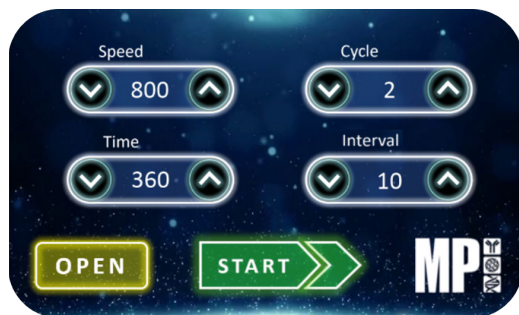 Speed
Cycle
800
2
Time
Interval
360
10
OPEN
START
MP